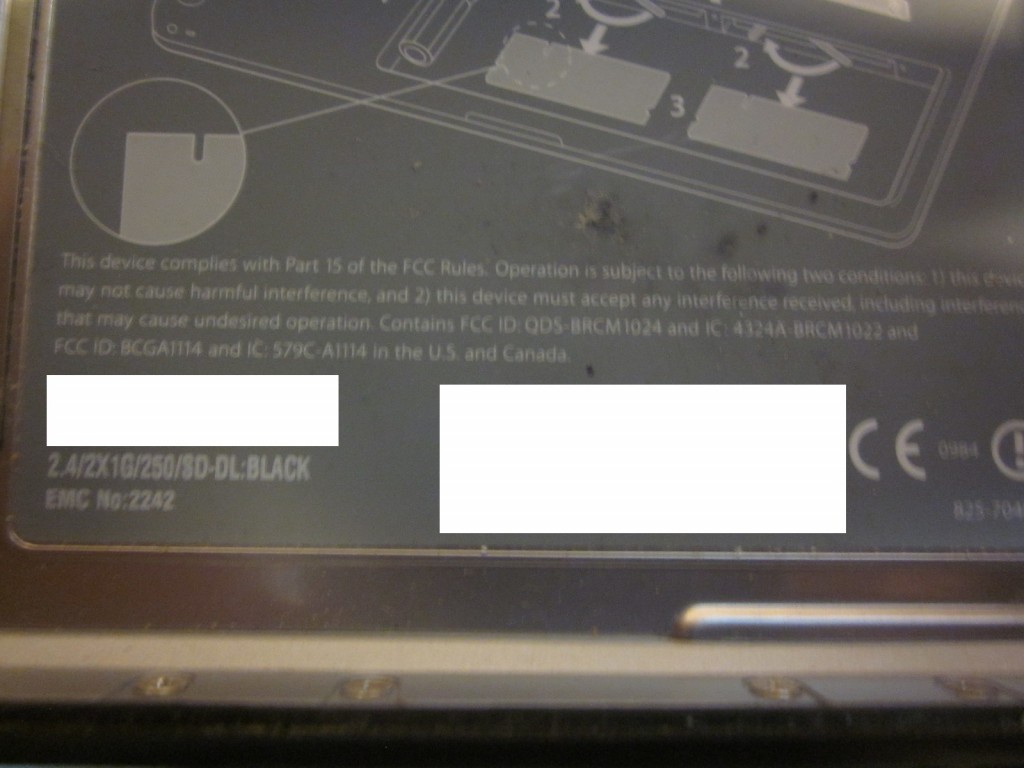 2
2
3
This device complies with Part 15 of the FCC Rules. Operation is subject to the following two conditions: 1) this
may not cause harmful interference, and 2) this device must accept any interference received, including
that may cause undesired operation. Contains FCC ID: QDS-BRCM1024 and IC: 4324A-BRCM1022 and
FCC ID: BCGA1114 and IC: 579C-A1114 in the U.S. and Canada.
2.4/2X1G/250/SD-DL:BLACK
EMC No:2242
CE 0984
825-704